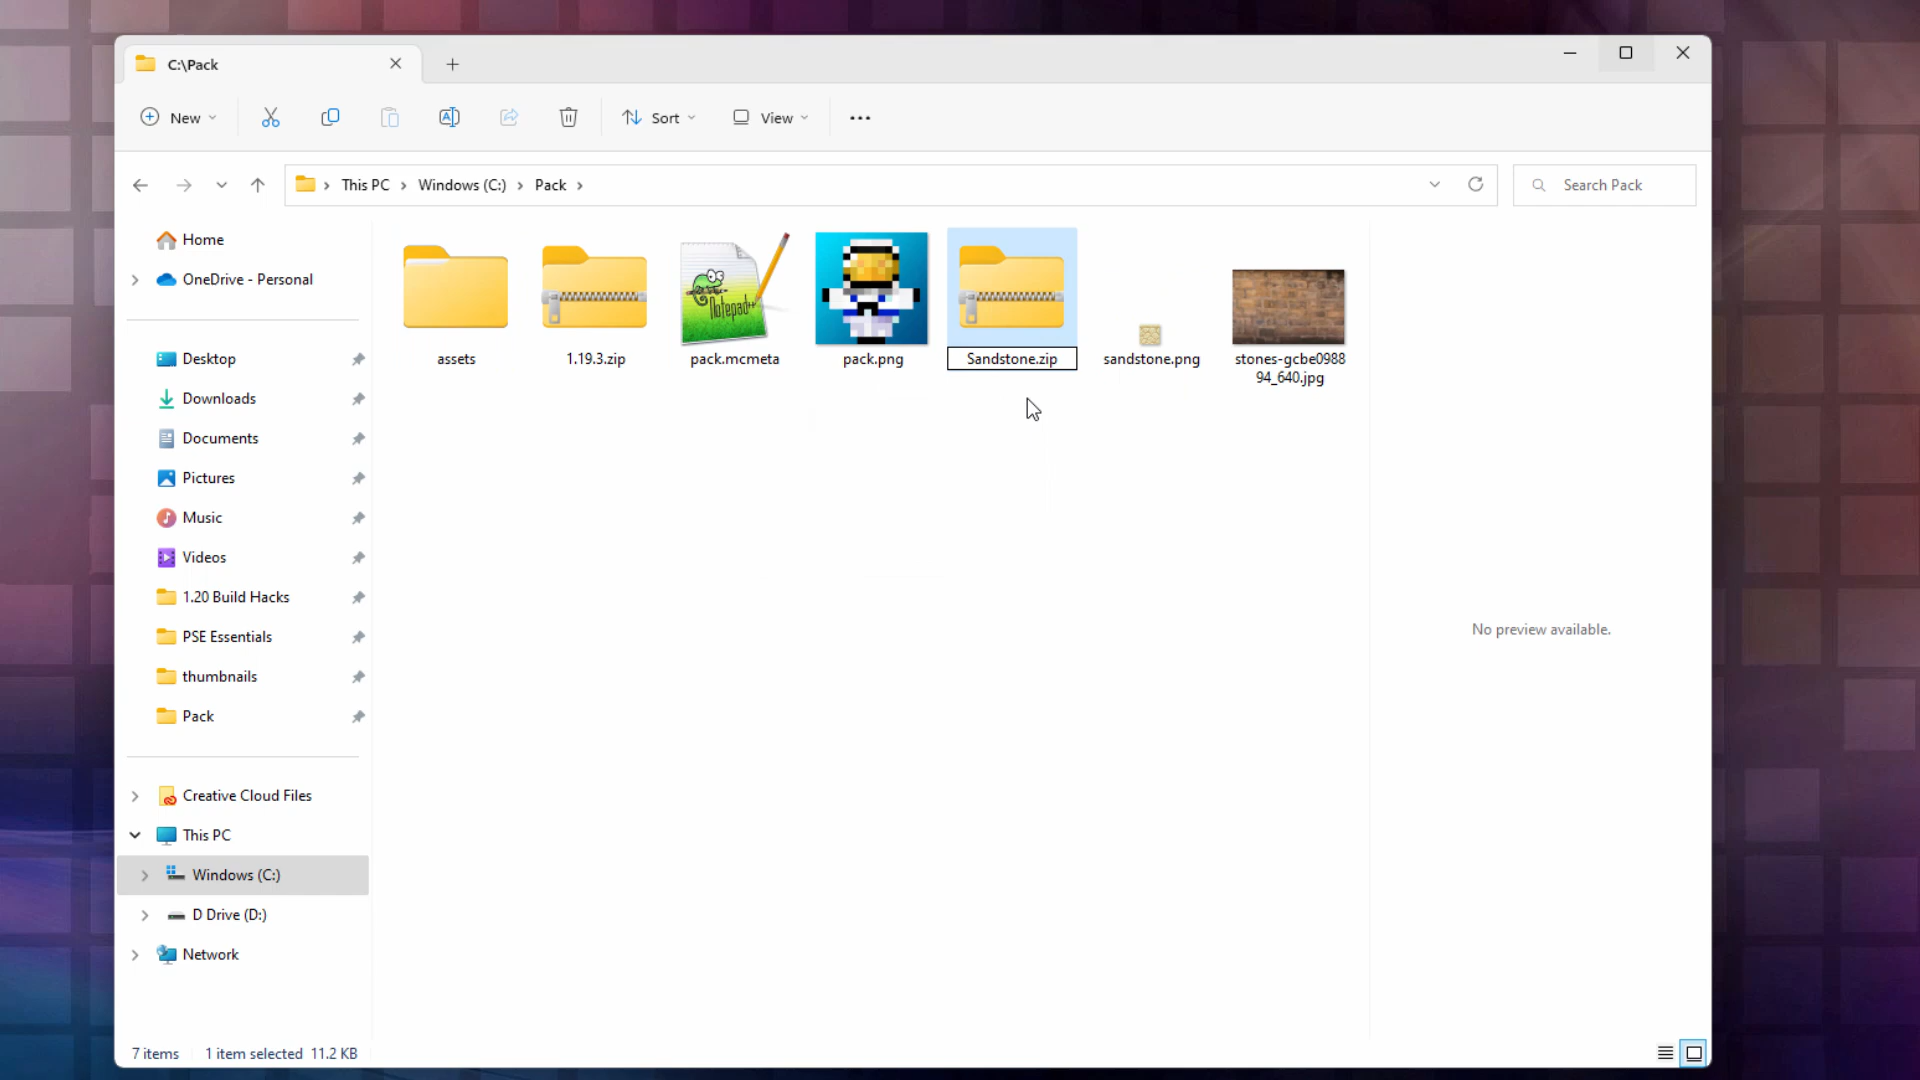 C:\Pack
New
Sort
View
This PC
Windows (C:)
Pack
Search Pack
Home
OneDrive - Personal
Desktop
Downloads
Documents
Pictures
Music
Videos
1.20 Build Hacks
PSE Essentials
thumbnails
Pack
Creative Cloud Files
This PC
Windows (C:)
D Drive (D:)
Network
Notepad++
assets
1.19.3.zip
pack.mcmeta
pack.png
Sandstone.zip
sandstone.png
stones-gcbe0988
94_640.jpg
No preview available.
7 items
1 item selected 11.2 KB